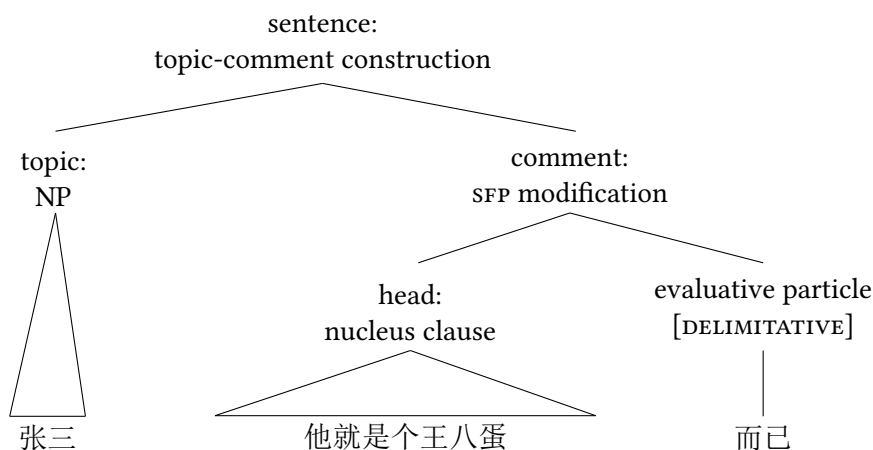 sentence:
topic-comment construction
topic:
NP
comment:
SFP modification
head:
nucleus clause
evaluative particle
[DELIMITATIVE]
张三
他就是个王八蛋
而已